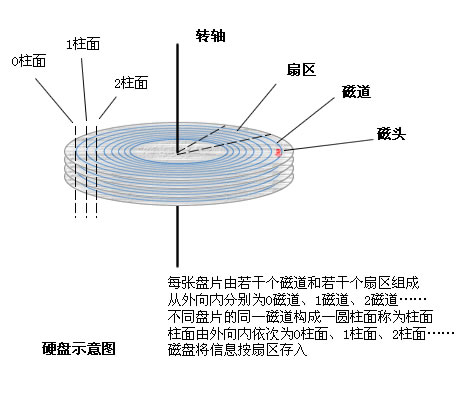 转轴
1柱面
0柱面
2柱面
扇区
磁道
磁头
每张盘片由若干个磁道和若干个扇区组成
从外向内分别为0磁道、1磁道、2磁道……
不同盘片的同一磁道构成一圆柱面称为柱面
柱面由外向内依次为0柱面、1柱面、2柱面……
磁盘将信息按扇区存入
硬盘示意图